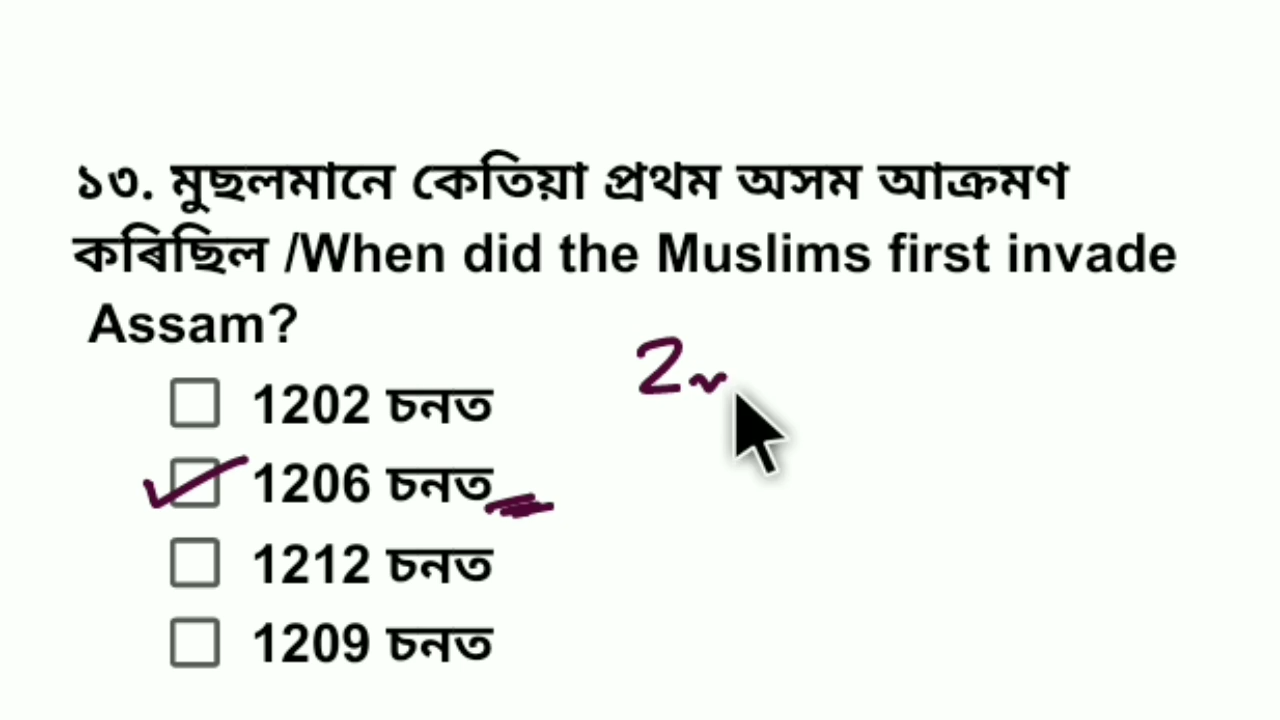 ১৩. মুছলমানে কেতিয়া প্ৰথম অসম আক্ৰমণ
কৰিছিল /When did the Muslims first invade
Assam?
2
1202 চনত
1206 চনত
1212 চনত
1209 চনত